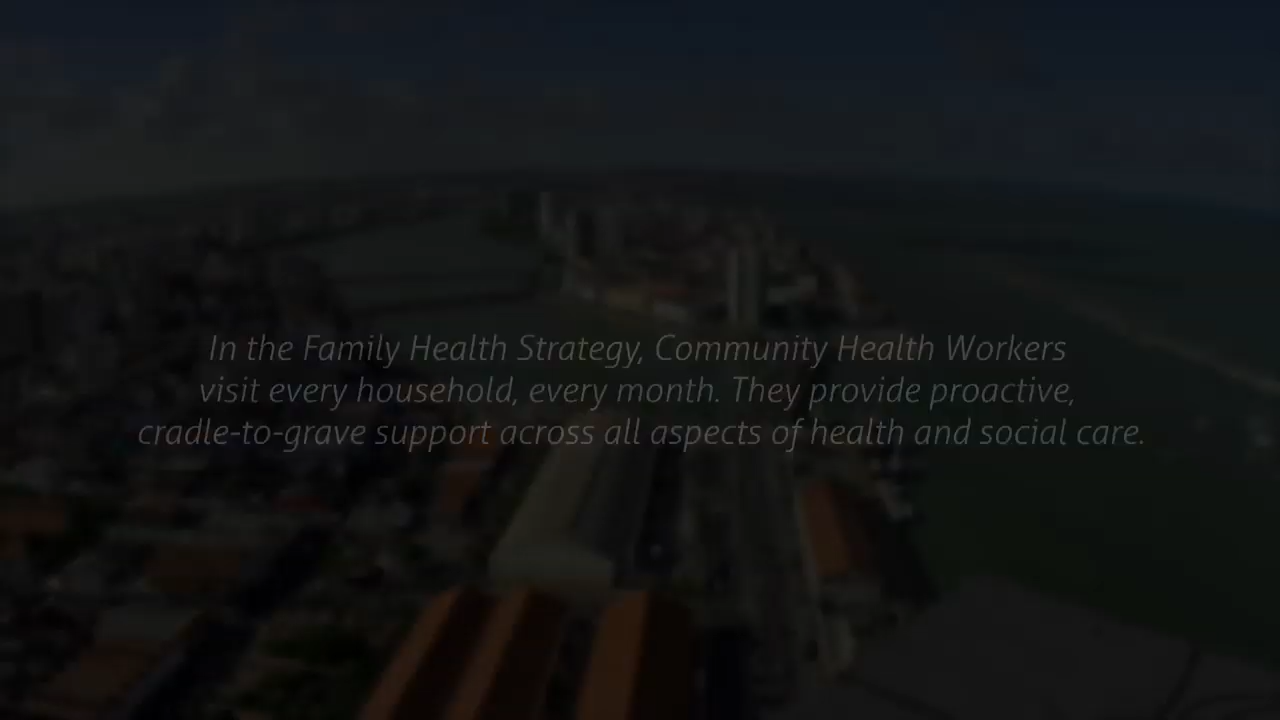 In the Family Health Strategy, Community Health Workers
visit every household, every month. They provide proactive,
cradle-to-grave support across all aspects of health and social care.